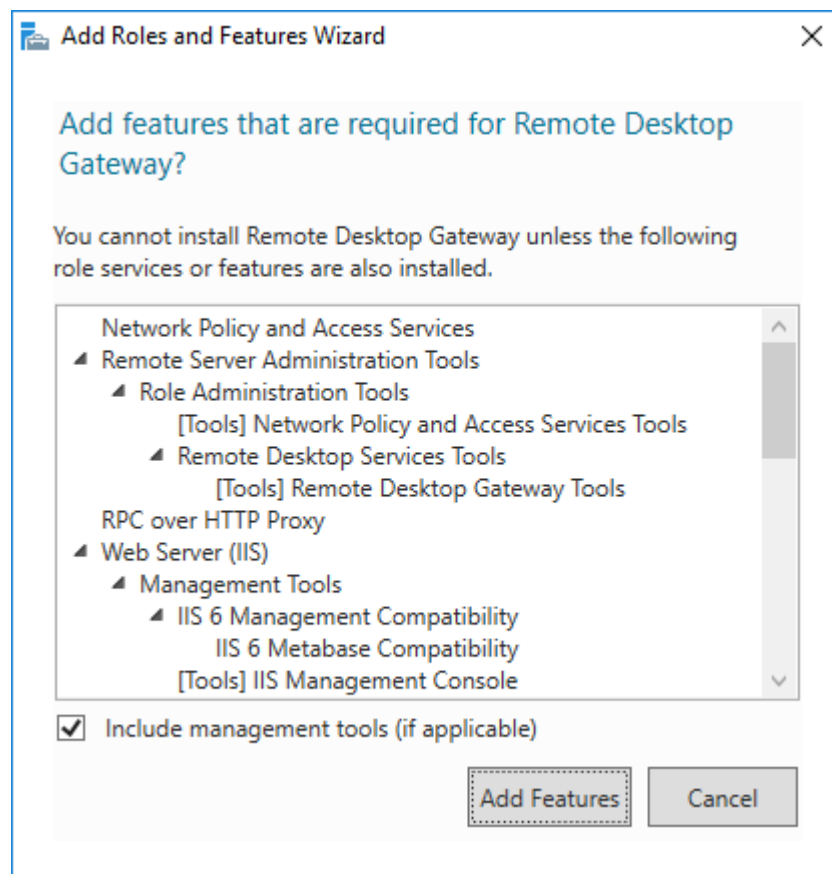 Add Roles and Features Wizard
Add features that are required for Remote Desktop
Gateway?
You cannot install Remote Desktop Gateway unless the following
role services or features are also installed.
Network Policy and Access Services
Remote Server Administration Tools
Role Administration Tools
[Tools] Network Policy and Access Services Tools
Remote Desktop Services Tools
[Tools] Remote Desktop Gateway Tools
RPC over HTTP Proxy
Web Server (IIS)
Management Tools
IIS 6 Management Compatibility
IIS 6 Metabase Compatibility
[Tools] IIS Management Console
Include management tools (if applicable)
Add Features
Cancel